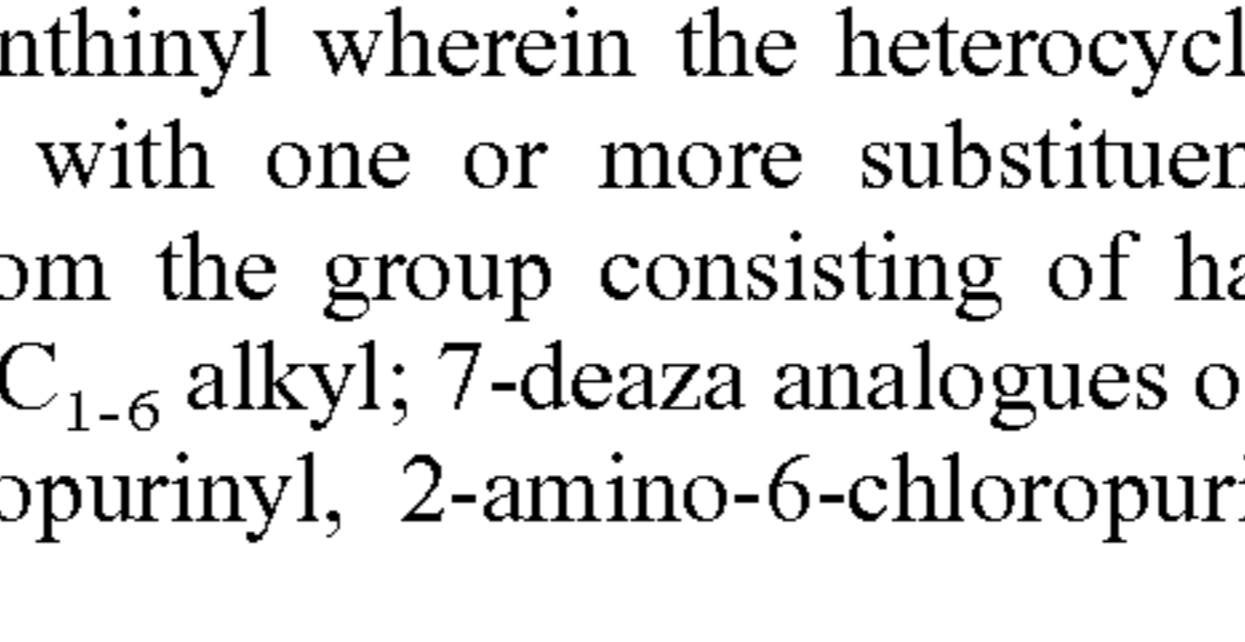 nthinyl wherein the heterocycl
with one or more substituen
om the group consisting of ha
C₁₋₆ alkyl; 7-deaza analogues o
opurinyl, 2-amino-6-chloropuri